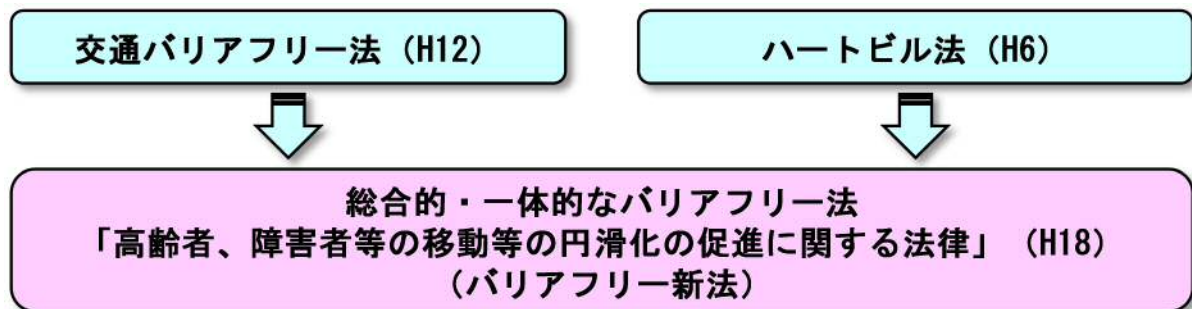 交通バリアフリー法（H12）
ハートビル法（H6）
総合的・一体的なバリアフリー法
「高齢者、障害者等の移動等の円滑化の促進に関する法律」（H18）
（バリアフリー新法）